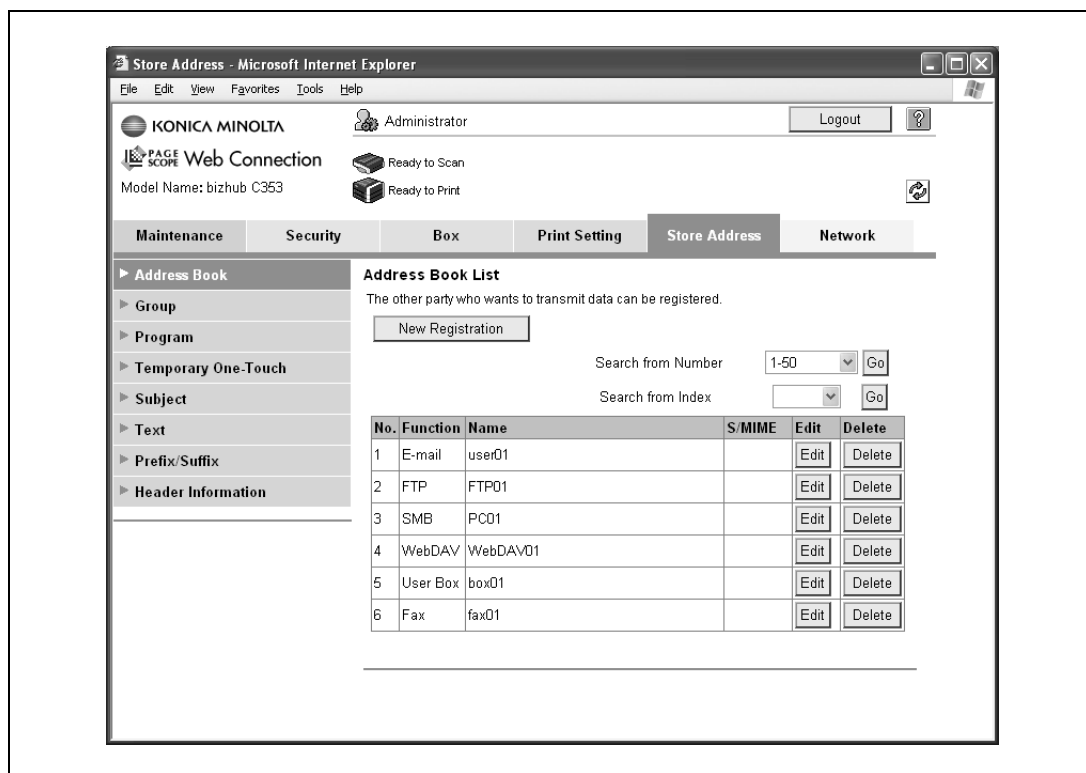 Store Address - Microsoft Internet Explorer
File Edit View Favorites Tools Help
KONICA MINOLTA
Administrator
Logout
?
PAGE SCOPE Web Connection
Ready to Scan
Model Name: bizhub C353
Ready to Print
Maintenance Security Box Print Setting Store Address Network
Address Book
Group
Program
Temporary One-Touch
Subject
Text
Prefix/Suffix
Header Information
Address Book List
The other party who wants to transmit data can be registered.
New Registration
Search from Number 1-50 Go
Search from Index Go
No. Function Name S/MIME Edit Delete
1 E-mail user01 Edit Delete
2 FTP FTP01 Edit Delete
3 SMB PC01 Edit Delete
4 WebDAV WebDAV01 Edit Delete
5 User Box box01 Edit Delete
6 Fax fax01 Edit Delete